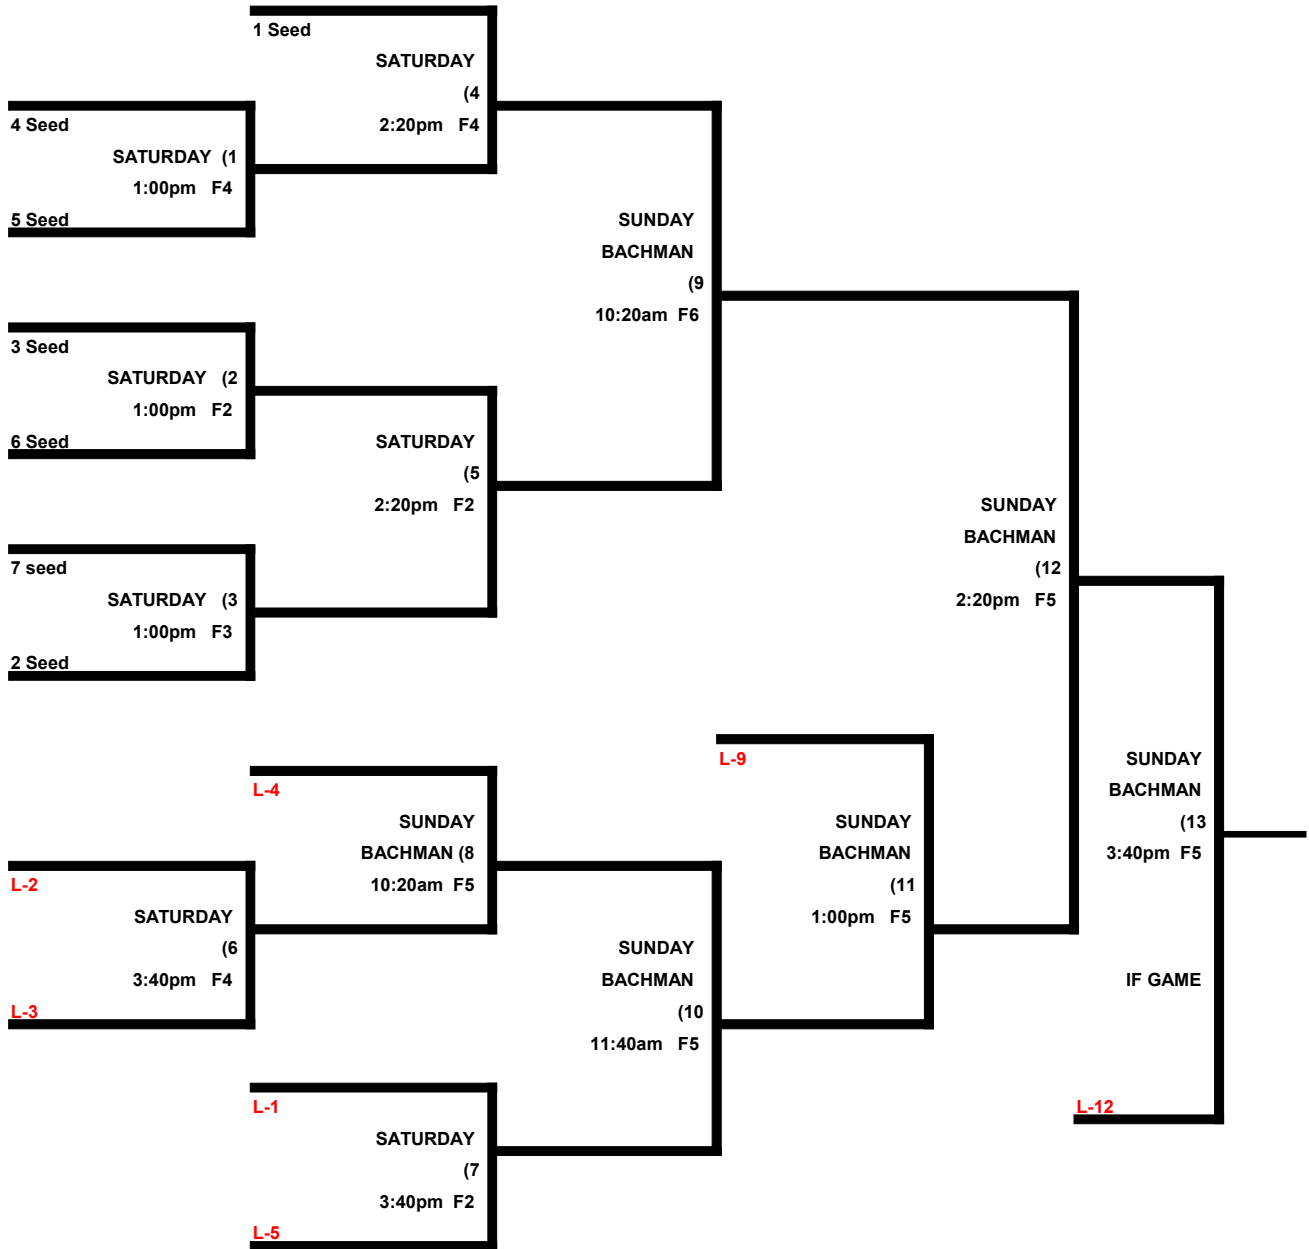 1 Seed
SATURDAY
(4
2:20pm F4
4 Seed
SATURDAY (1
1:00pm F4
5 Seed
SUNDAY
BACHMAN
(9
10:20am F6
3 Seed
SATURDAY (2
1:00pm F2
6 Seed
SATURDAY
(5
2:20pm F2
7 seed
SATURDAY (3
1:00pm F3
2 Seed
SUNDAY
BACHMAN
(12
2:20pm F5
L-9
L-4
SUNDAY
BACHMAN (8
10:20am F5
L-2
SATURDAY
(6
3:40pm F4
L-3
SUNDAY
BACHMAN
(11
1:00pm F5
SUNDAY
BACHMAN
(13
3:40pm F5
IF GAME
SUNDAY
BACHMAN
(10
11:40am F5
L-1
SATURDAY
(7
3:40pm F2
L-5
L-12